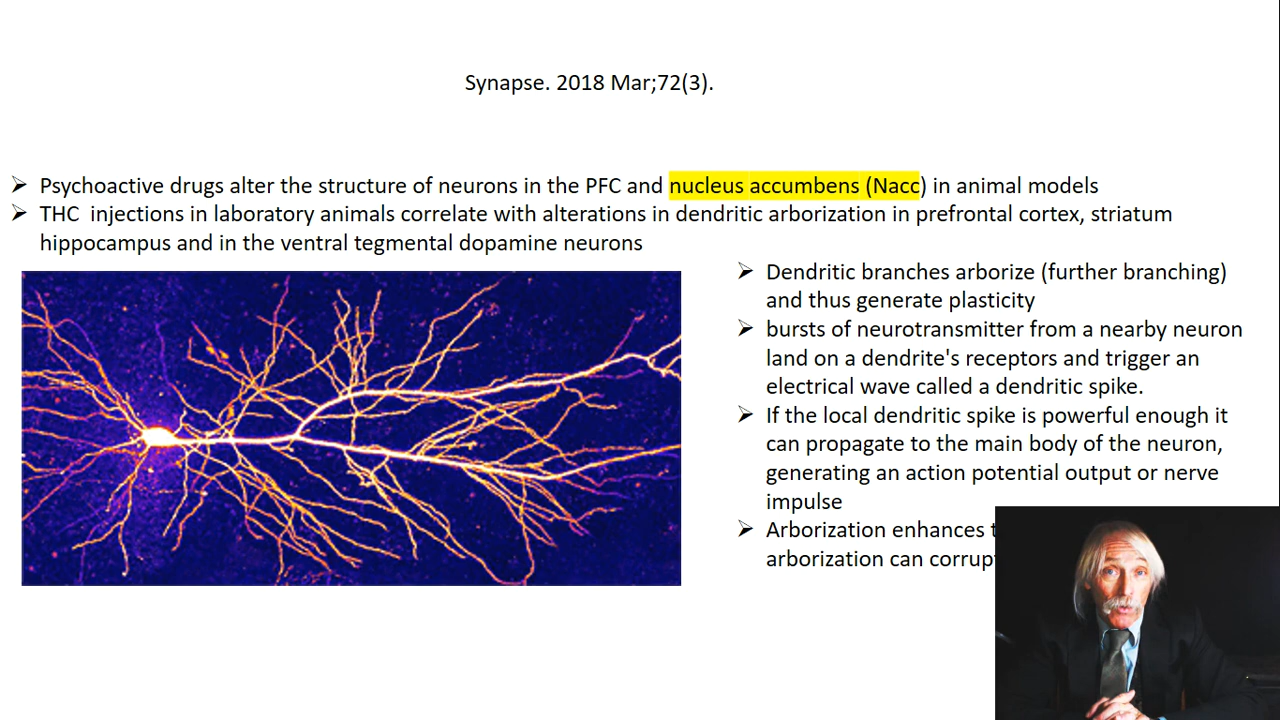 Synapse. 2018 Mar;72(3).
➢ Psychoactive drugs alter the structure of neurons in the PFC and nucleus accumbens (Nacc) in animal models
➢ THC  injections in laboratory animals correlate with alterations in dendritic arborization in prefrontal cortex, striatum
hippocampus and in the ventral tegmental dopamine neurons
➢ Dendritic branches arborize (further branching)
and thus generate plasticity
➢ bursts of neurotransmitter from a nearby neuron
land on a dendrite's receptors and trigger an
electrical wave called a dendritic spike.
➢ If the local dendritic spike is powerful enough it
can propagate to the main body of the neuron,
generating an action potential output or nerve
impulse
➢ Arborization enhances
arborization can